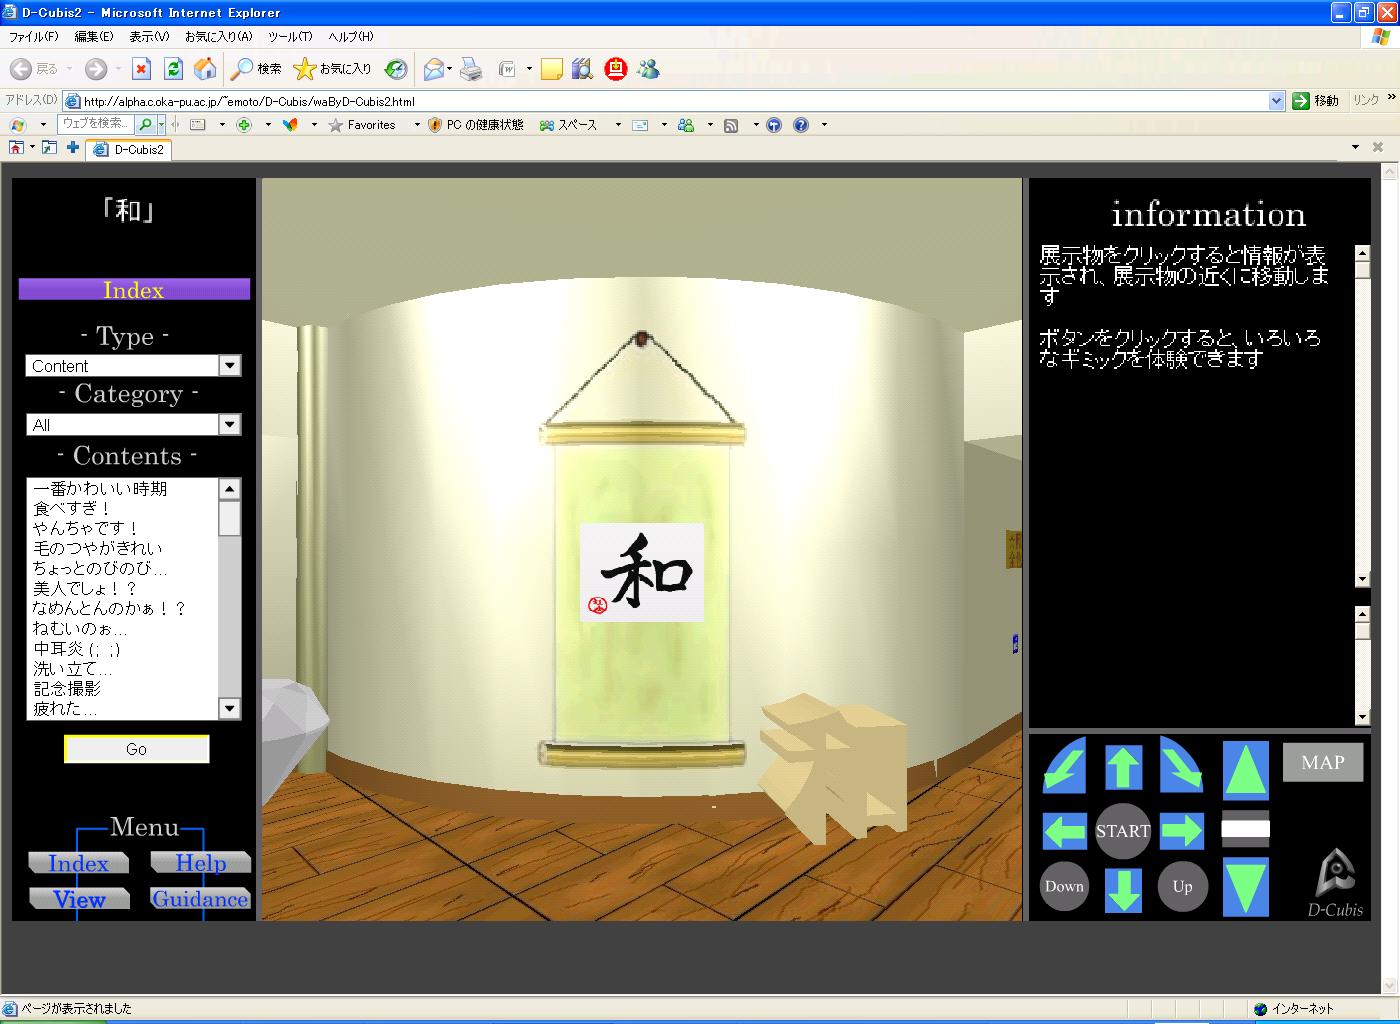 D-Cubis2 - Microsoft Internet Explorer
ファイル(F) 編集(E) 表示(V) お気に入り(A) ツール(T) ヘルプ(H)
戻る 検索 お気に入り
アドレス(D) http://alpha.c.oka-pu.ac.jp/~emoto/D-Cubis/waByD-Cubis2.html 移動 リンク »
ウェブを検索... Favorites PC の健康状態 スペース
D-Cubis2
「和」
Index
- Type -
Content
- Category -
All
- Contents -
一番かわいい時期
食べすぎ！
やんちゃです！
毛のつやがきれい
ちょっとのびのび...
美人でしょ！？
なめんとんのかぁ！？
ねむいのぉ...
中耳炎 (; ;)
洗い立て...
記念撮影
疲れた...
Go
Menu
Index Help
View Guidance
和
information
展示物をクリックすると情報が表
示され、展示物の近くに移動しま
す
ボタンをクリックすると、いろいろ
なギミックを体験できます
MAP
START
Down Up
D-Cubis
ページが表示されました インターネット